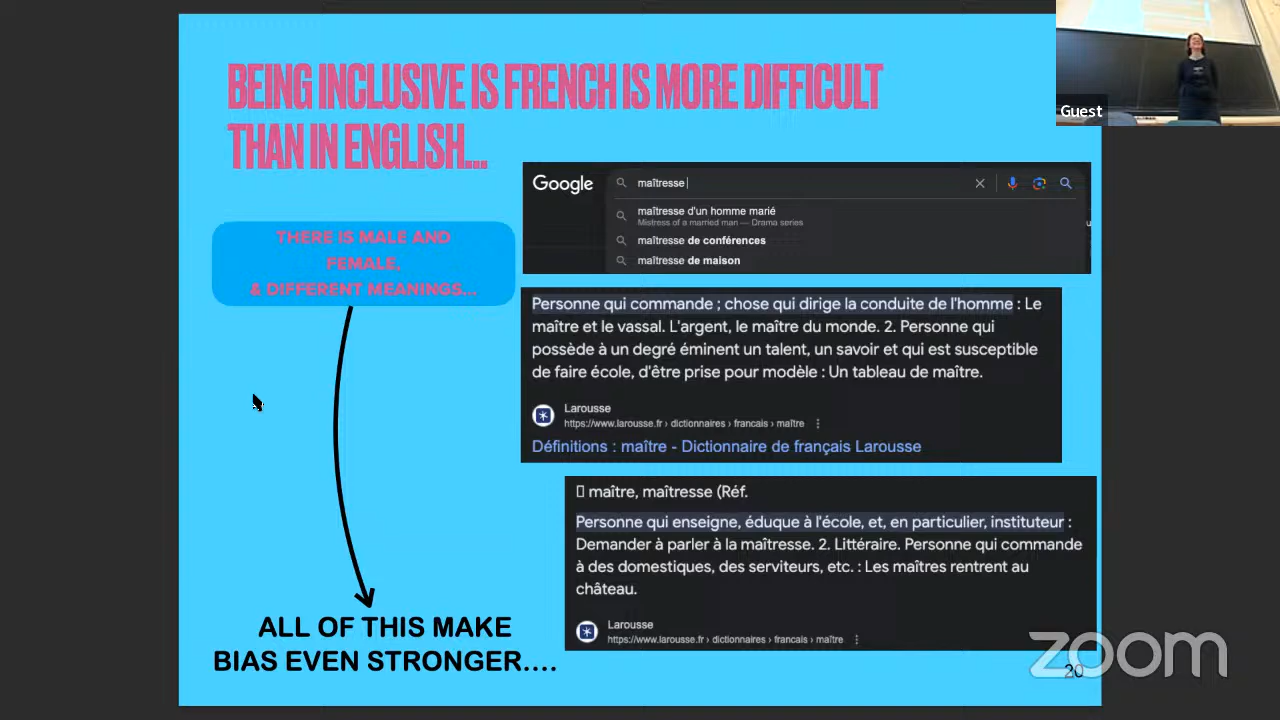 BEING INCLUSIVE IS FRENCH IS MORE DIFFICULT
THAN IN ENGLISH...
Guest
THERE IS MALE AND
FEMALE,
& DIFFERENT MEANINGS...
Google
maîtresse
maîtresse d'un homme marié
Mistress of a married man — Drama series
maîtresse de conférences
maîtresse de maison
Personne qui commande ; chose qui dirige la conduite de l'homme : Le
maître et le vassal. L'argent, le maître du monde. 2. Personne qui
possède à un degré éminent un talent, un savoir et qui est susceptible
de faire école, d'être prise pour modèle : Un tableau de maître.
Larousse
https://www.larousse.fr › dictionnaires › francais › maître
Définitions : maître - Dictionnaire de français Larousse
maître, maîtresse (Réf.
Personne qui enseigne, éduque à l'école, et, en particulier, instituteur :
Demander à parler à la maîtresse. 2. Littéraire. Personne qui commande
à des domestiques, des serviteurs, etc. : Les maîtres rentrent au
château.
Larousse
https://www.larousse.fr › dictionnaires › francais › maître
ALL OF THIS MAKE
BIAS EVEN STRONGER....
zoom
20